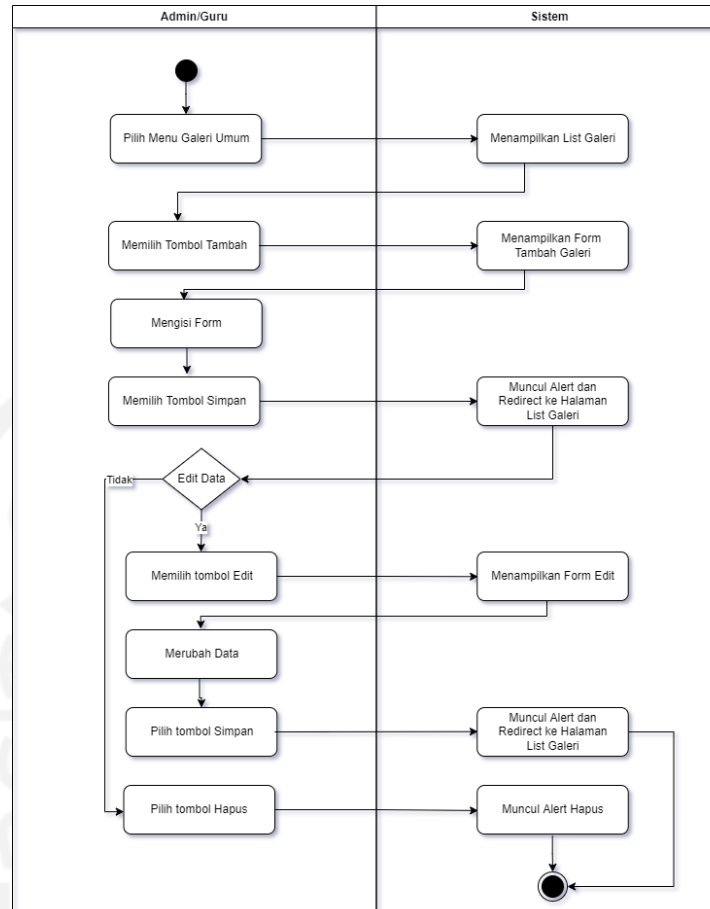 Admin/Guru
Sistem
Pilih Menu Galeri Umum
Menampilkan List Galeri
Memilih Tombol Tambah
Menampilkan Form
Tambah Galeri
Mengisi Form
Memilih Tombol Simpan
Muncul Alert dan
Redirect ke Halaman
List Galeri
Tidak
Edit Data
Ya
Memilih tombol Edit
Menampilkan Form Edit
Merubah Data
Pilih tombol Simpan
Muncul Alert dan
Redirect ke Halaman
List Galeri
Pilih tombol Hapus
Muncul Alert Hapus